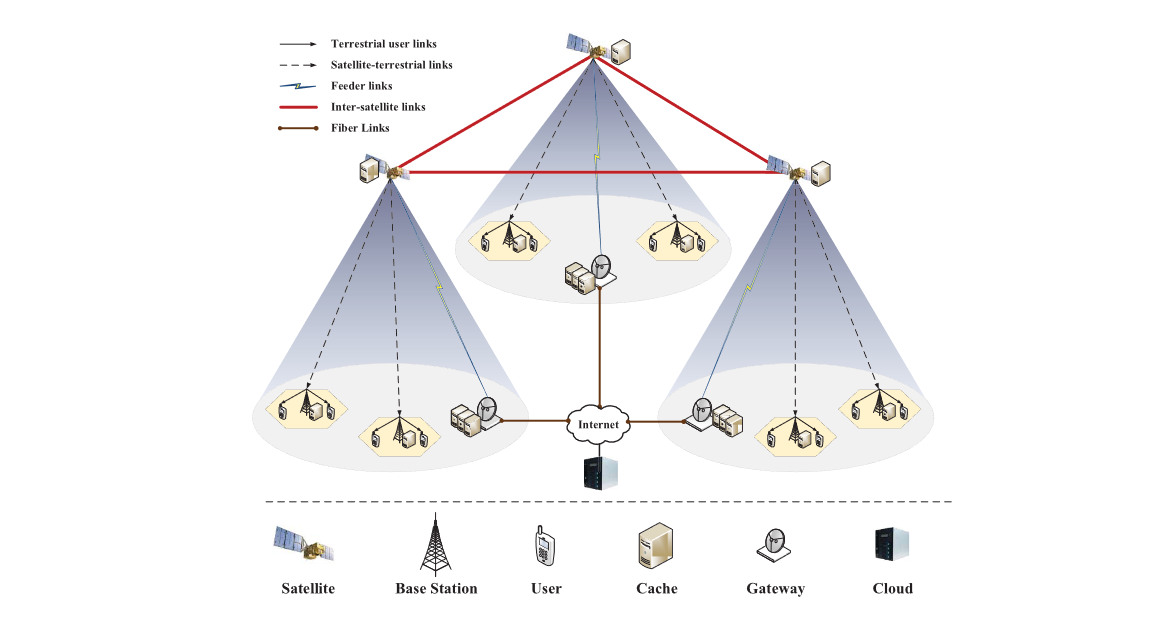 Terrestrial user links
Satellite-terrestrial links
Feeder links
Inter-satellite links
Fiber Links
Internet
Satellite
Base Station
User
Cache
Gateway
Cloud